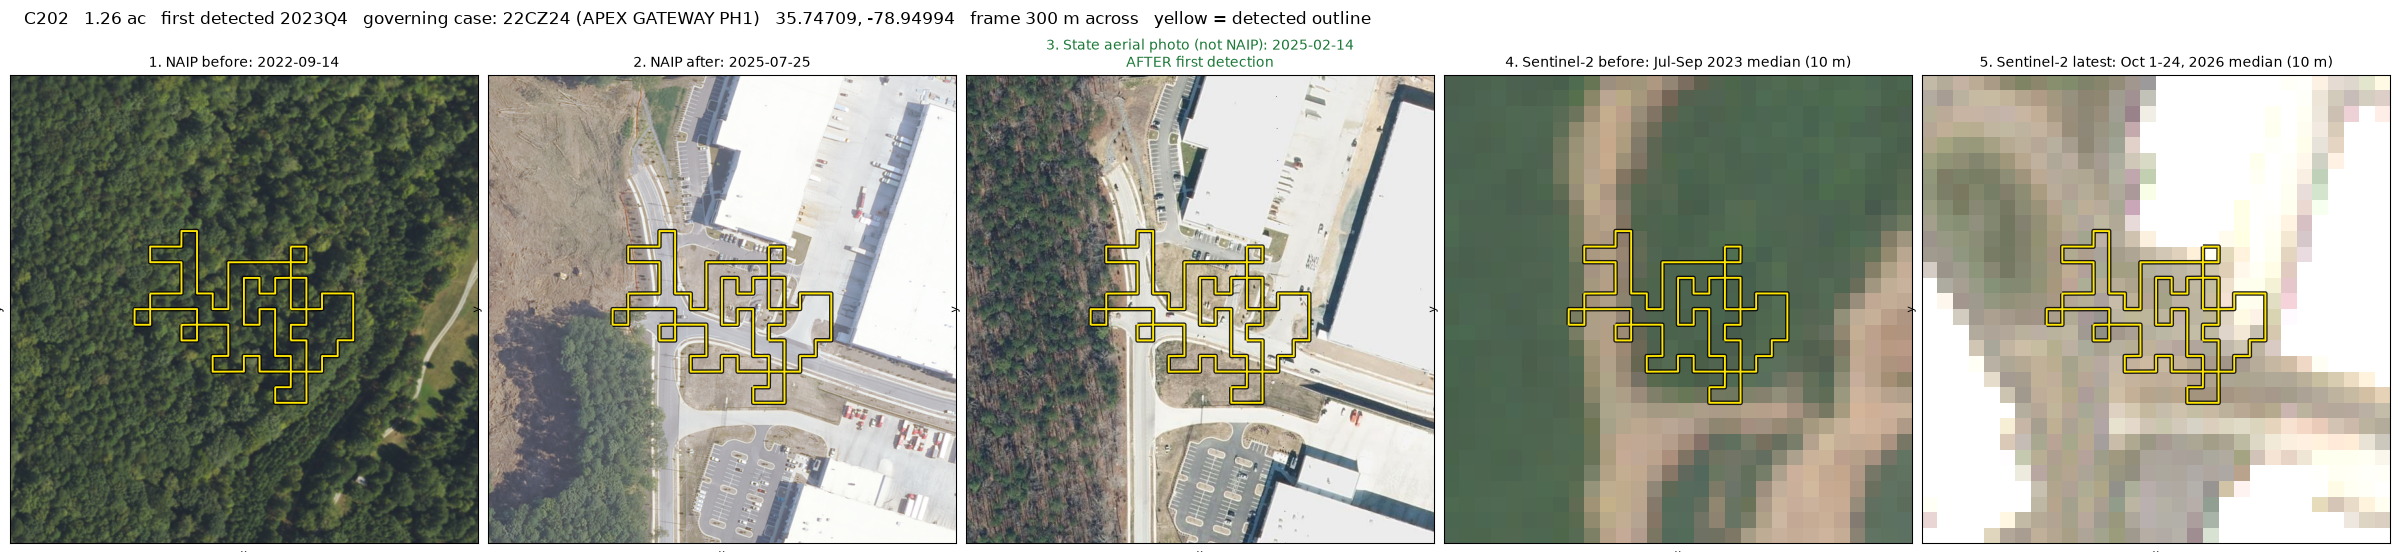 C202   1.26 ac   first detected 2023Q4   governing case: 22CZ24 (APEX GATEWAY PH1)   35.74709, -78.94994   frame 300 m across   yellow = detected outline
1. NAIP before: 2022-09-14
2. NAIP after: 2025-07-25
3. State aerial photo (not NAIP): 2025-02-14
AFTER first detection
4. Sentinel-2 before: Jul-Sep 2023 median (10 m)
5. Sentinel-2 latest: Oct 1-24, 2026 median (10 m)